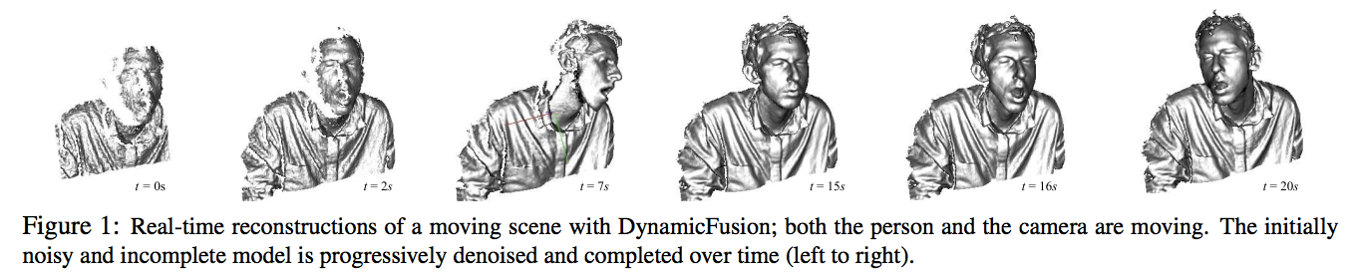 t = 0s
t = 2s
t = 7s
t = 15s
t = 16s
t = 20s
Figure 1: Real-time reconstructions of a moving scene with DynamicFusion; both the person and the camera are moving. The initially
noisy and incomplete model is progressively denoised and completed over time (left to right).